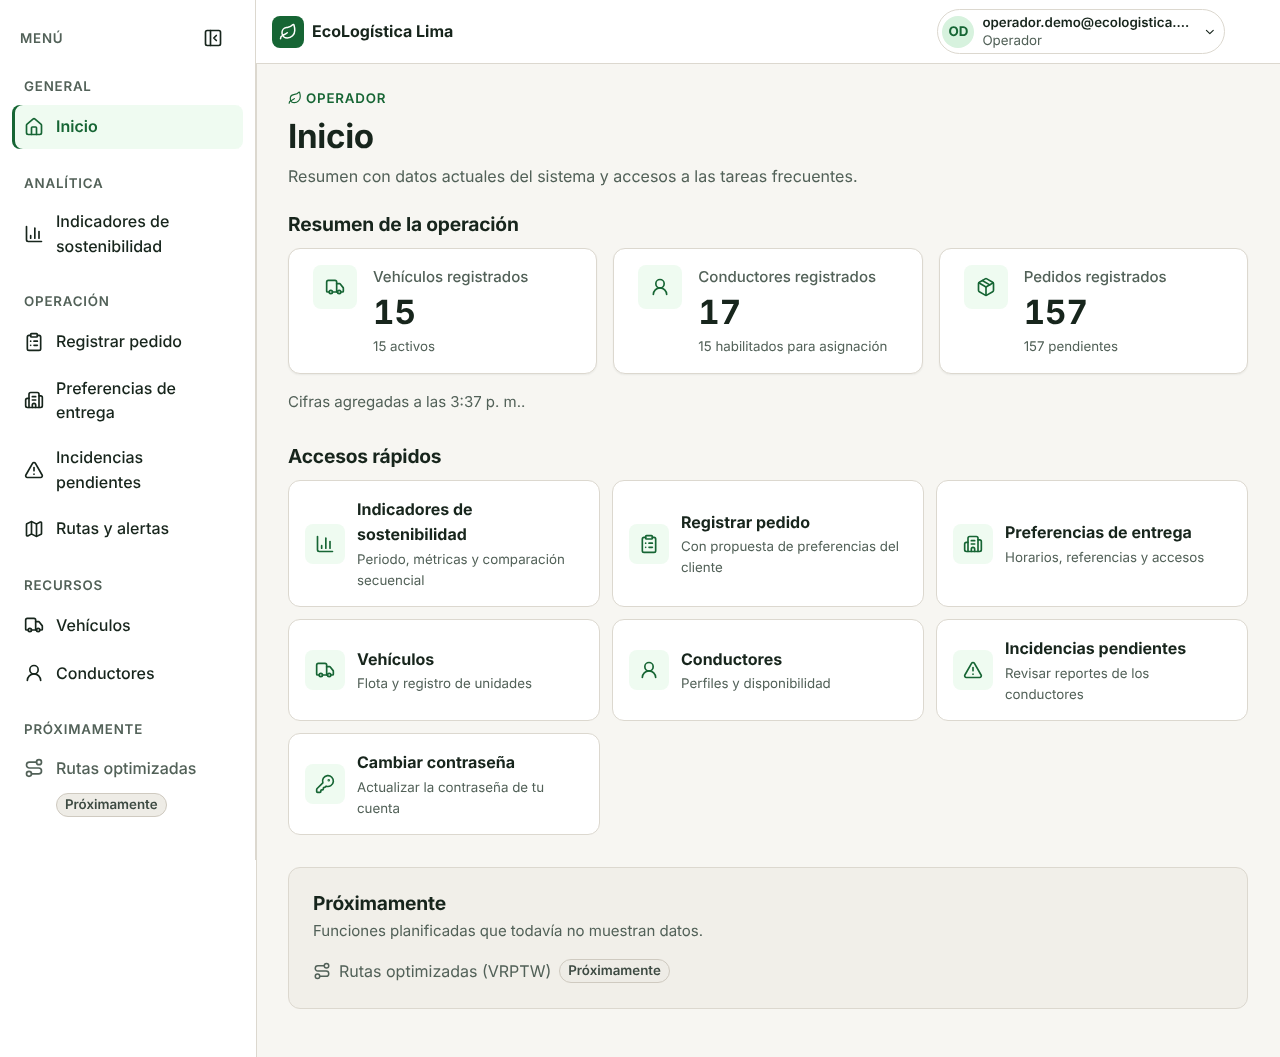 MENÚ
GENERAL
Inicio
ANALÍTICA
Indicadores de
sostenibilidad
OPERACIÓN
Registrar pedido
Preferencias de
entrega
Incidencias
pendientes
Rutas y alertas
RECURSOS
Vehículos
Conductores
PRÓXIMAMENTE
Rutas optimizadas
Próximamente
EcoLogística Lima
OD
operador.demo@ecologistica....
Operador
OPERADOR
Inicio
Resumen con datos actuales del sistema y accesos a las tareas frecuentes.
Resumen de la operación
Vehículos registrados
15
15 activos
Conductores registrados
17
15 habilitados para asignación
Pedidos registrados
157
157 pendientes
Cifras agregadas a las 3:37 p. m..
Accesos rápidos
Indicadores de
sostenibilidad
Periodo, métricas y comparación
secuencial
Registrar pedido
Con propuesta de preferencias del
cliente
Preferencias de entrega
Horarios, referencias y accesos
Vehículos
Flota y registro de unidades
Conductores
Perfiles y disponibilidad
Incidencias pendientes
Revisar reportes de los
conductores
Cambiar contraseña
Actualizar la contraseña de tu
cuenta
Próximamente
Funciones planificadas que todavía no muestran datos.
Rutas optimizadas (VRPTW) Próximamente